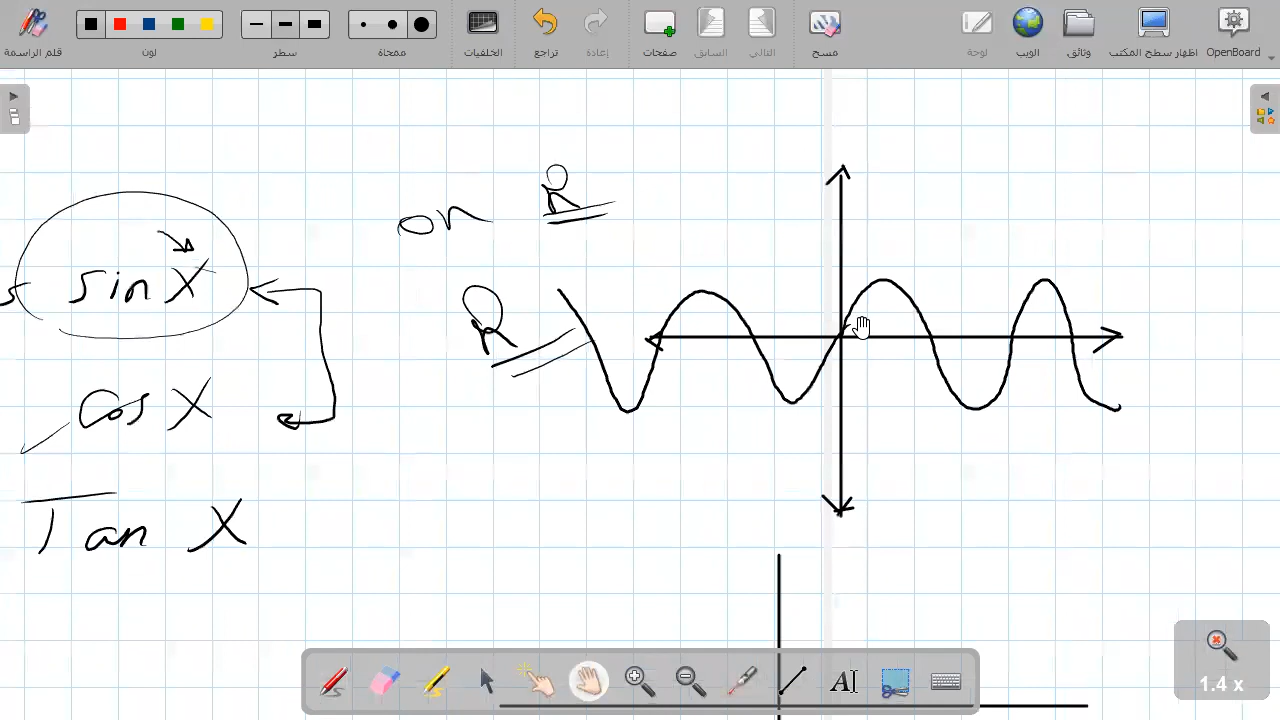 قلم الراسمة
لون
سطر
ممحاة
الخلفيات
تراجع
إعادة
صفحات
السابق
التالي
مسح
لوحة
الويب
وثائق
اظهار سطح المكتب
OpenBoard
on R
sin X
R
cos X
Tan X
AI
1.4 x